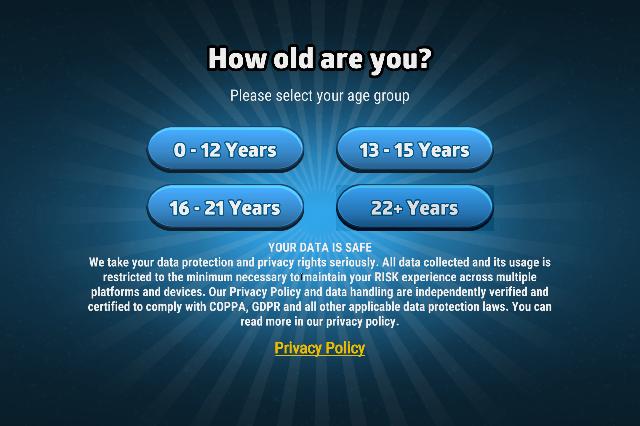 How old are you?
Please select your age group
0 - 12 Years
13 - 15 Years
16 - 21 Years
22+ Years
YOUR DATA IS SAFE
We take your data protection and privacy rights seriously. All data collected and its usage is
restricted to the minimum necessary to maintain your RISK experience across multiple
platforms and devices. Our Privacy Policy and data handling are independently verified and
certified to comply with COPPA, GDPR and all other applicable data protection laws. You can
read more in our privacy policy.
Privacy Policy